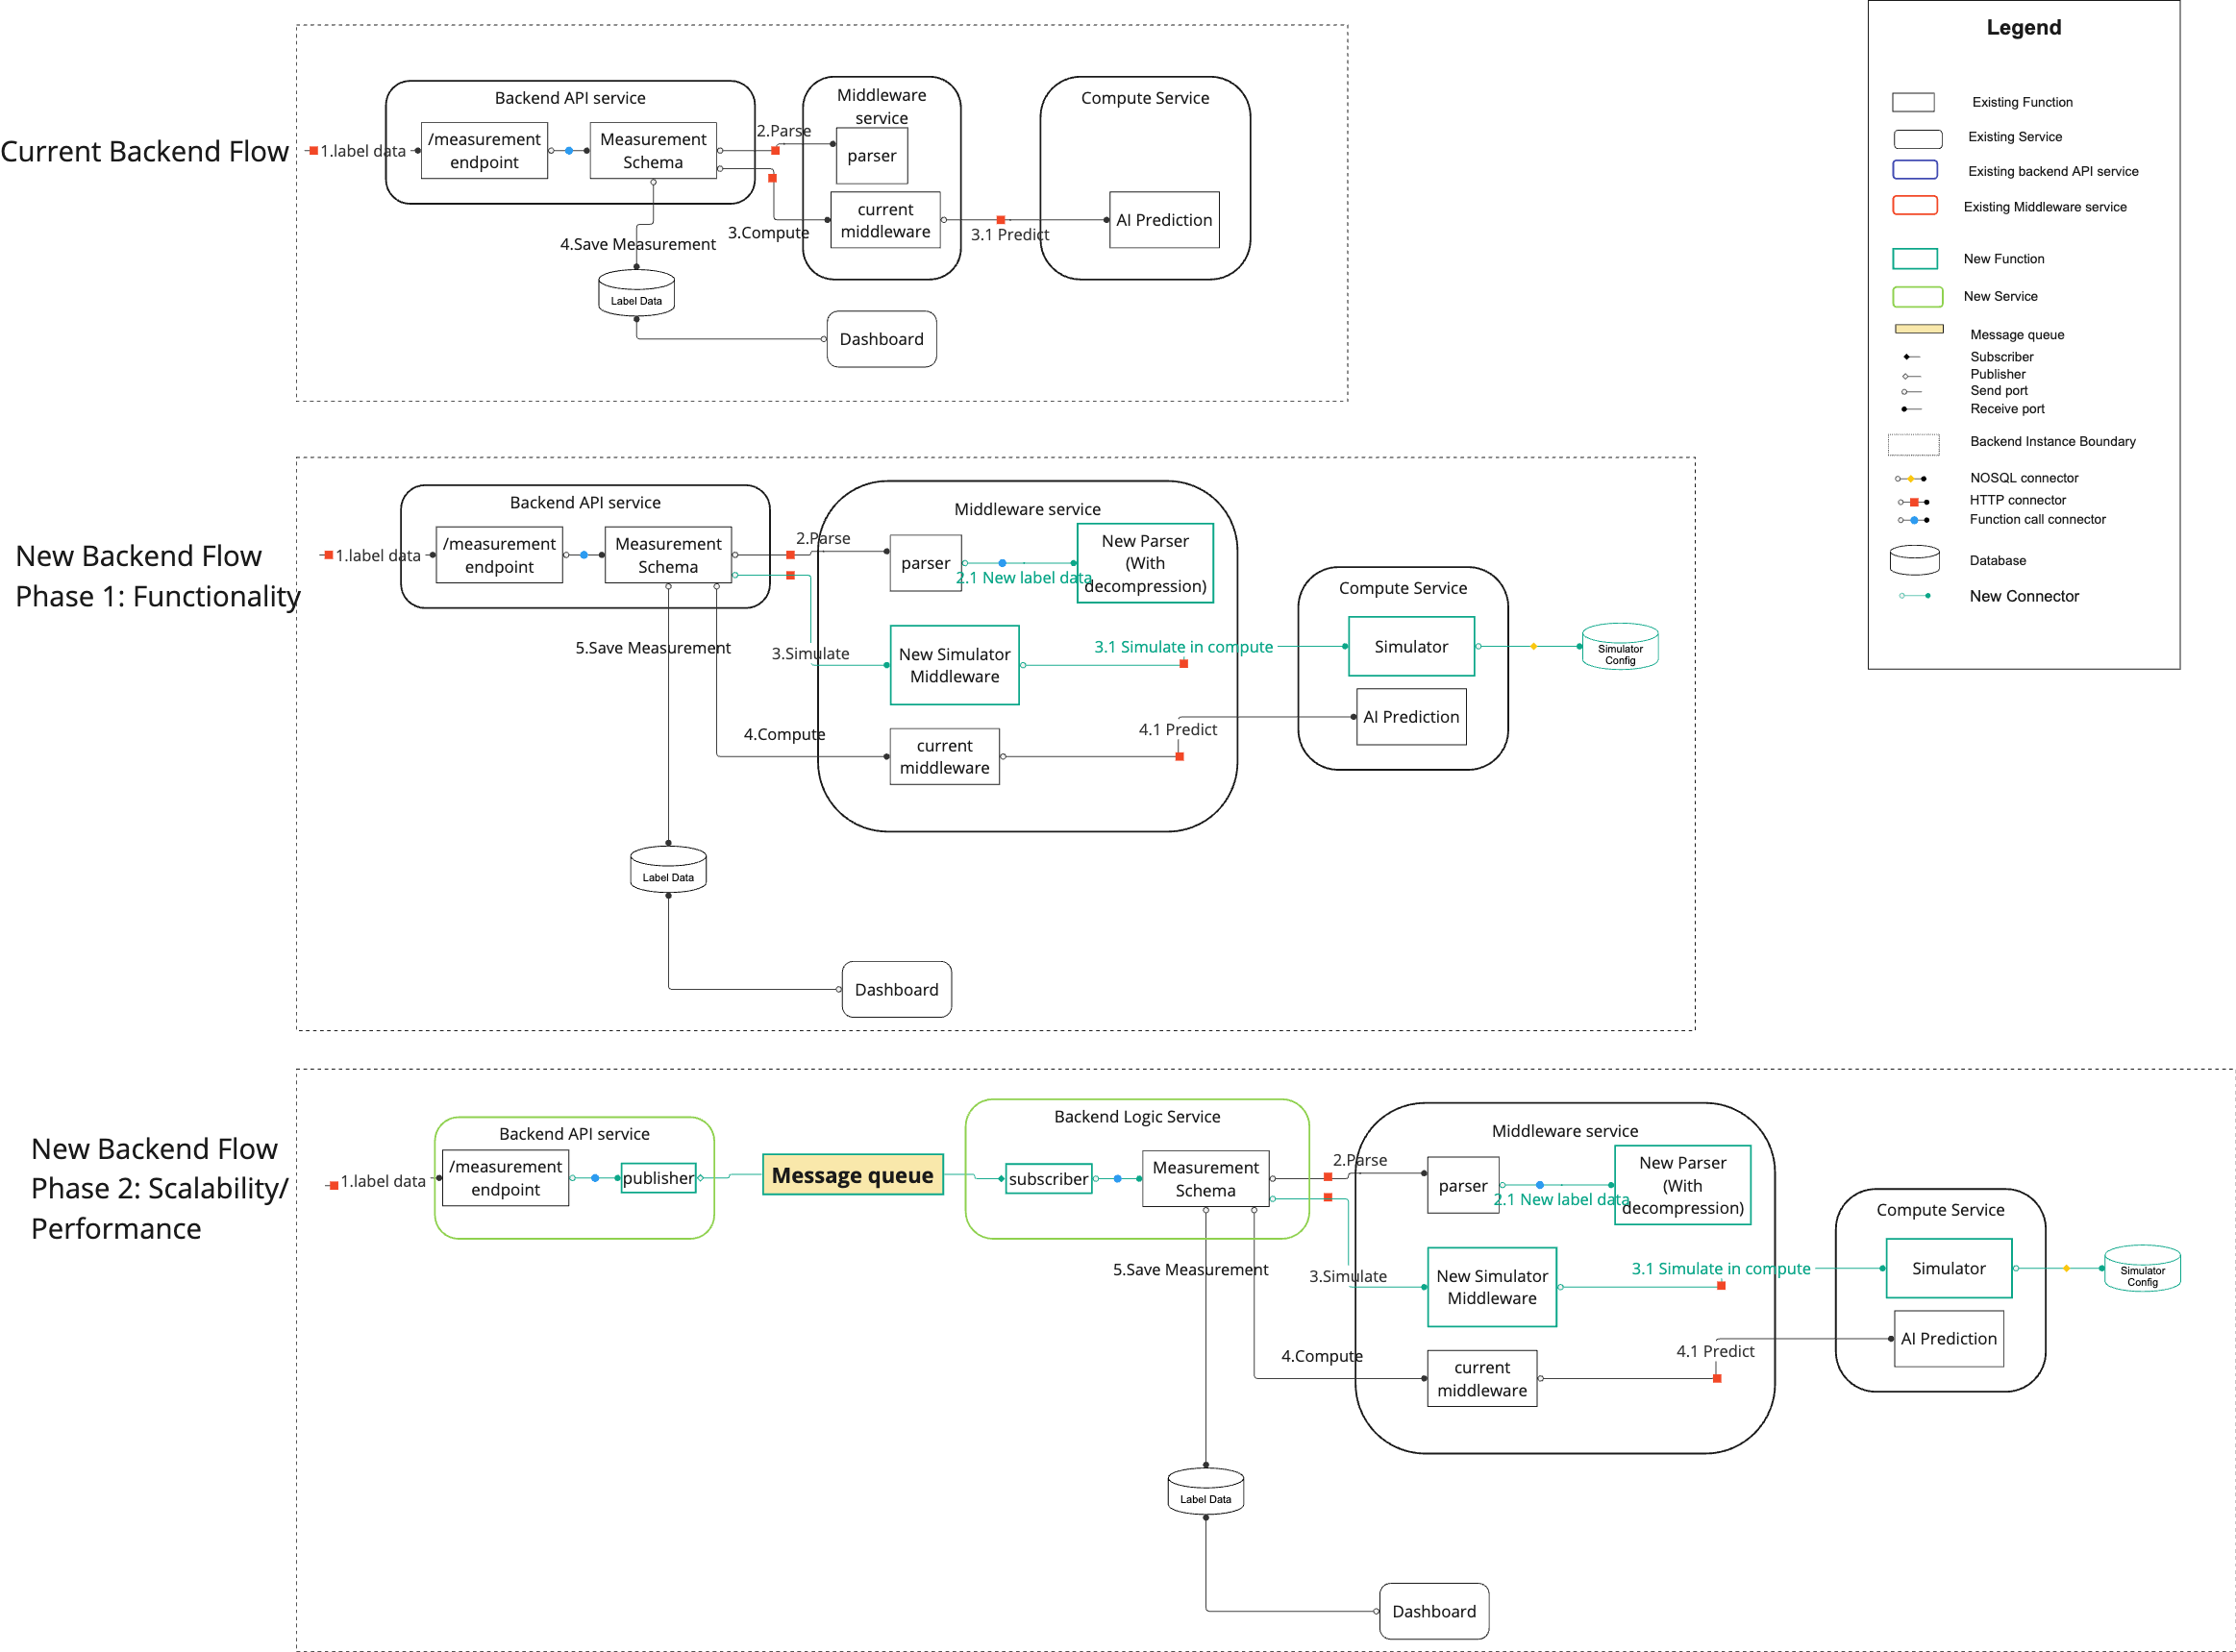 Current Backend Flow
1.label data
Backend API service
/measurement
endpoint
Measurement
Schema
2.Parse
3.Compute
4.Save Measurement
Label Data
Dashboard
Middleware
service
parser
current
middleware
3.1 Predict
Compute Service
AI Prediction
New Backend Flow
Phase 1: Functionality
1.label data
Backend API service
/measurement
endpoint
Measurement
Schema
2.Parse
3.Simulate
4.Compute
5.Save Measurement
Label Data
Dashboard
Middleware service
parser
2.1 New label data
New Parser
(With
decompression)
New Simulator
Middleware
3.1 Simulate in compute
current
middleware
4.1 Predict
Compute Service
Simulator
AI Prediction
Simulator
Config
New Backend Flow
Phase 2: Scalability/
Performance
1.label data
Backend API service
/measurement
endpoint
publisher
Message queue
Backend Logic Service
subscriber
Measurement
Schema
2.Parse
3.Simulate
4.Compute
5.Save Measurement
Label Data
Dashboard
Middleware service
parser
2.1 New label data
New Parser
(With
decompression)
New Simulator
Middleware
3.1 Simulate in compute
current
middleware
4.1 Predict
Compute Service
Simulator
AI Prediction
Simulator
Config
Legend
Existing Function
Existing Service
Existing backend API service
Existing Middleware service
New Function
New Service
Message queue
Subscriber
Publisher
Send port
Receive port
Backend Instance Boundary
NOSQL connector
HTTP connector
Function call connector
Database
New Connector